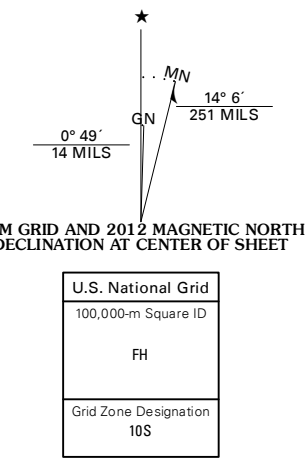 MN
GN
14° 6´
251 MILS
0° 49´
14 MILS
M GRID AND 2012 MAGNETIC NORTH
DECLINATION AT CENTER OF SHEET
U.S. National Grid
100,000-m Square ID
FH
Grid Zone Designation
10S